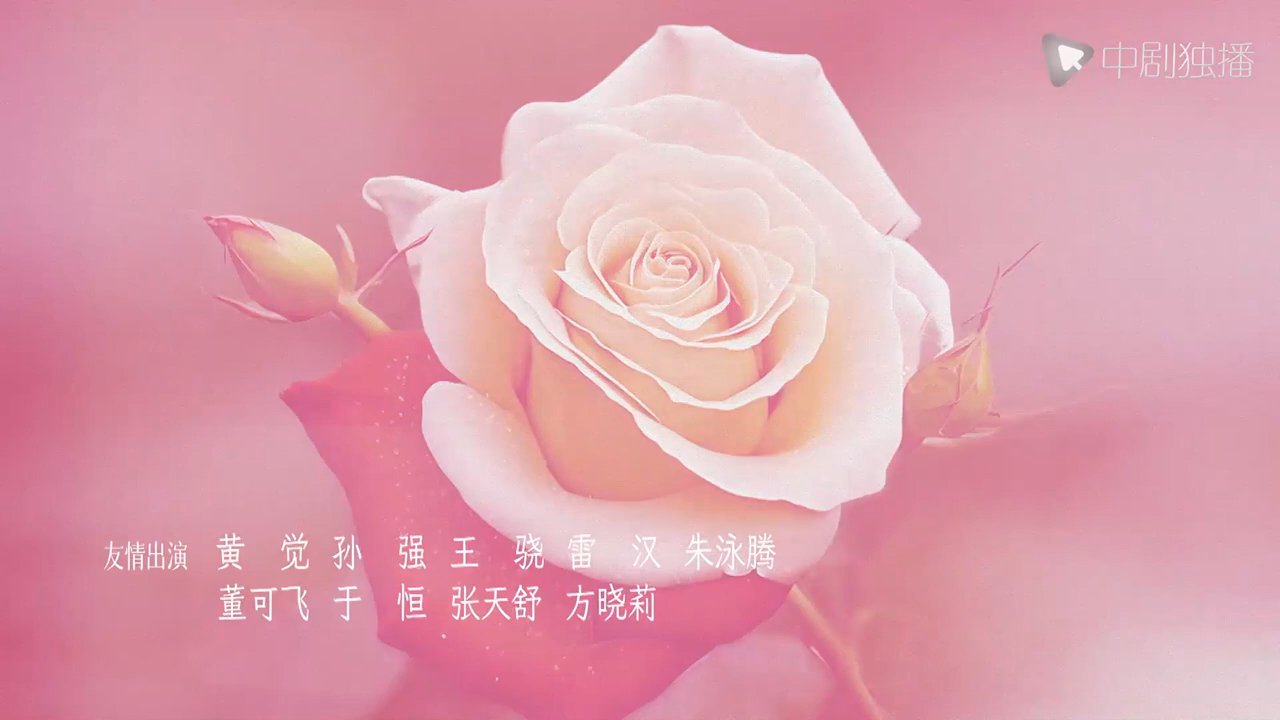 中剧独播
友情出演 黄 觉 孙 强 王 骁 雷 汉 朱泳腾
董可飞 于 恒 张天舒 方晓莉